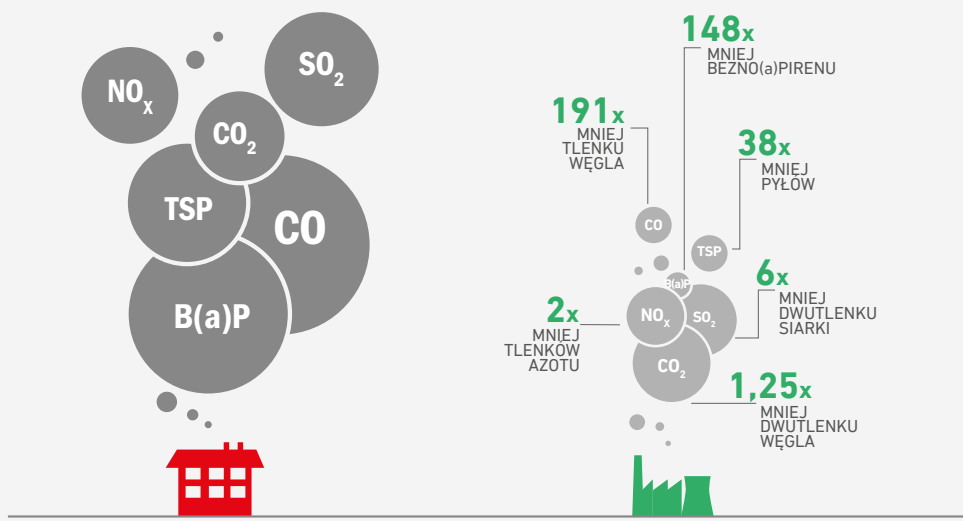 NOX
SO2
CO2
TSP
CO
B(a)P
148x
MNIEJ
BEZNO(a)PIRENU
191x
MNIEJ
TLENKU
WĘGLA
38x
MNIEJ
PYŁÓW
CO
TSP
B(a)P
6x
MNIEJ
DWUTLENKU
SIARKI
2x
MNIEJ
TLENKÓW
AZOTU
NOX
SO2
CO2
1,25x
MNIEJ
DWUTLENKU
WĘGLA